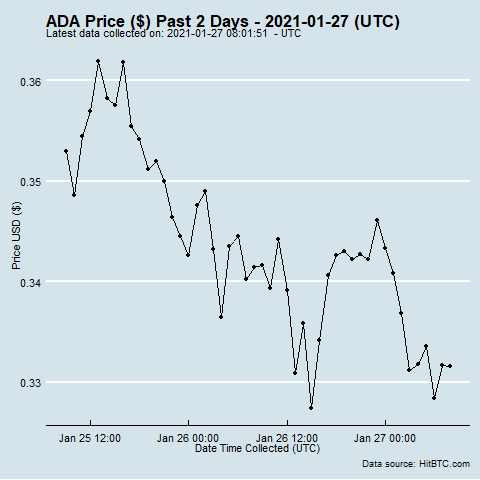 ADA Price ($) Past 2 Days - 2021-01-27 (UTC)
Latest data collected on: 2021-01-27 08:01:51  - UTC
0.36
0.35
0.34
0.33
Price USD ($)
Jan 25 12:00 Jan 26 00:00 Jan 26 12:00 Jan 27 00:00
Date Time Collected (UTC)
Data source: HitBTC.com